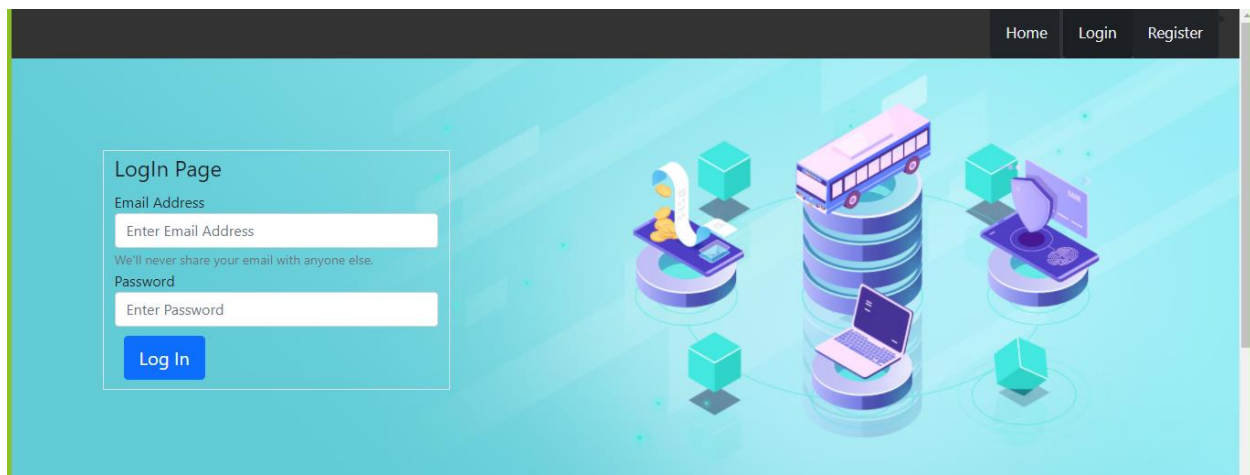 Home Login Register
LogIn Page
Email Address
Enter Email Address
We'll never share your email with anyone else.
Password
Enter Password
Log In